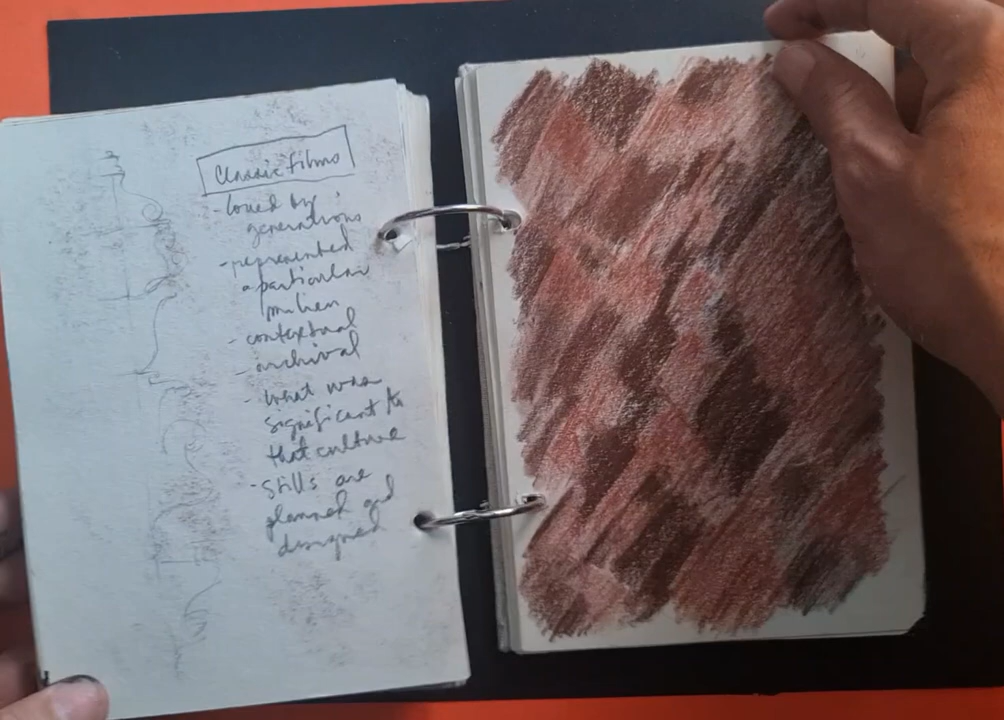 Classic Films
- loved by
generations
- represented
a particular
milieu
- contextual
- archival
- what was
significant to
that culture
- Stills are
planned and
designed